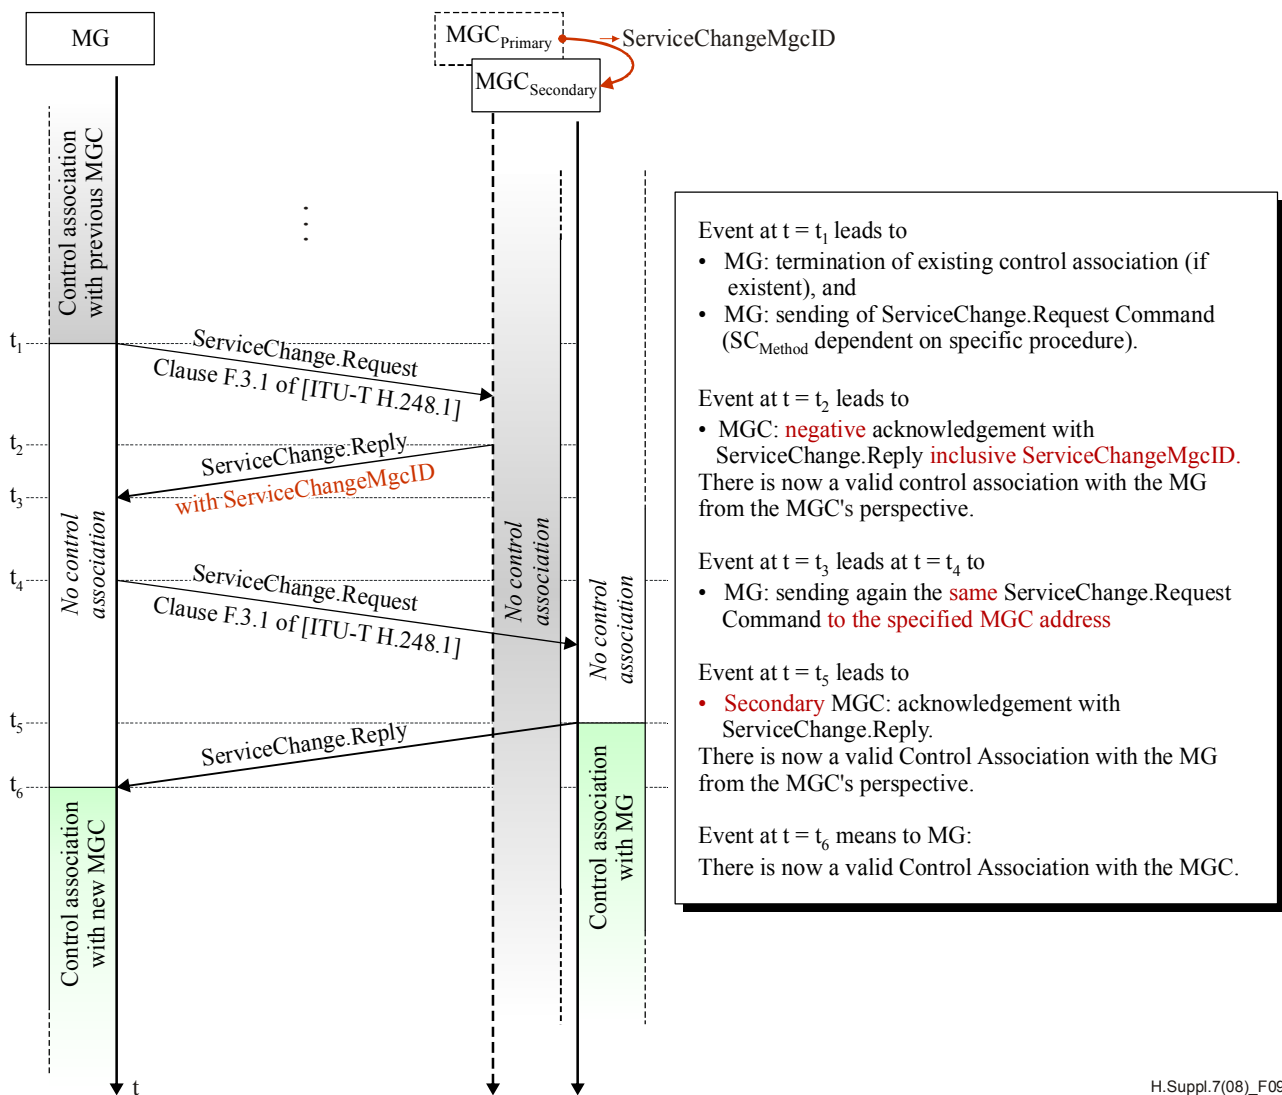 MG
MGC Primary
→ServiceChangeMgcID
MGC Secondary
Control association
with previous MGC
...
t1
ServiceChange.Request
Clause F.3.1 of [ITU-T H.248.1]
t2
ServiceChange.Reply
with ServiceChangeMgcID
t3
No control
association
t4
ServiceChange.Request
Clause F.3.1 of [ITU-T H.248.1]
No control
association
No control
association
t5
ServiceChange.Reply
t6
Control association
with new MGC
Control association
with MG
t
Event at t = t1 leads to
• MG: termination of existing control association (if
existent), and
• MG: sending of ServiceChange.Request Command
(SCMethod dependent on specific procedure).
Event at t = t2 leads to
• MGC: negative acknowledgement with
ServiceChange.Reply inclusive ServiceChangeMgcID.
There is now a valid control association with the MG
from the MGC's perspective.
Event at t = t3 leads at t = t4 to
• MG: sending again the same ServiceChange.Request
Command to the specified MGC address
Event at t = t5 leads to
• Secondary MGC: acknowledgement with
ServiceChange.Reply.
There is now a valid Control Association with the MG
from the MGC's perspective.
Event at t = t6 means to MG:
There is now a valid Control Association with the MGC.
H.Suppl.7(08)_F09